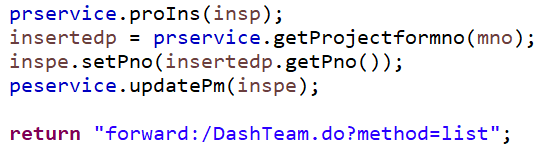 prservice.proIns(insp);
insertedp = prservice.getProjectformno(mno);
inspe.setPno(insertedp.getPno());
peservice.updatePm(inspe);
return "forward:/DashTeam.do?method=list";